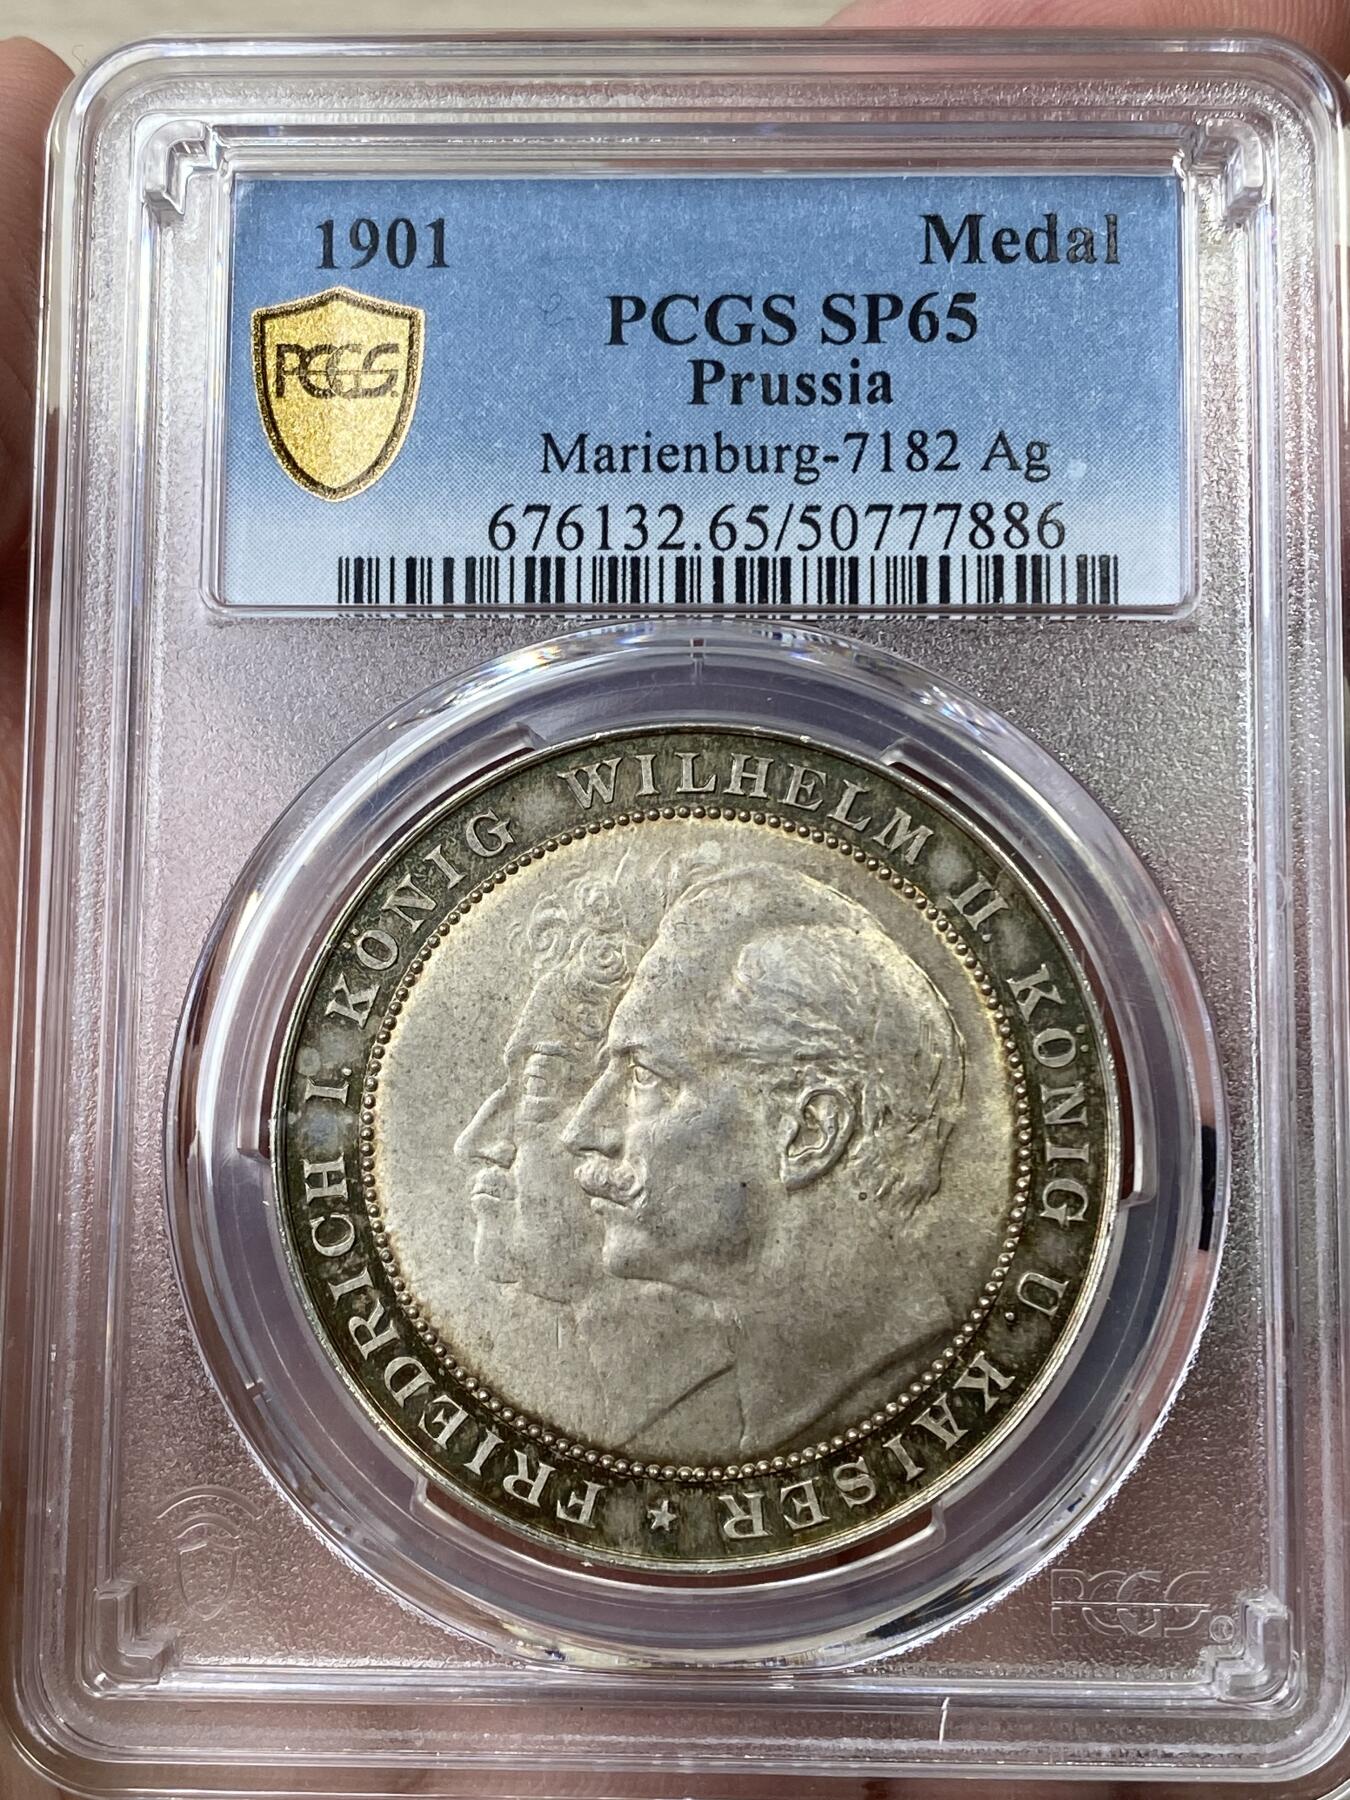 1901 Medal
PCGS
PCGS SP65
Prussia
Marienburg-7182 Ag
676132.65/50777886
FRIEDRICH I. KÖNIG WILHELM II. KÖNIG U. KAISER
PCGS